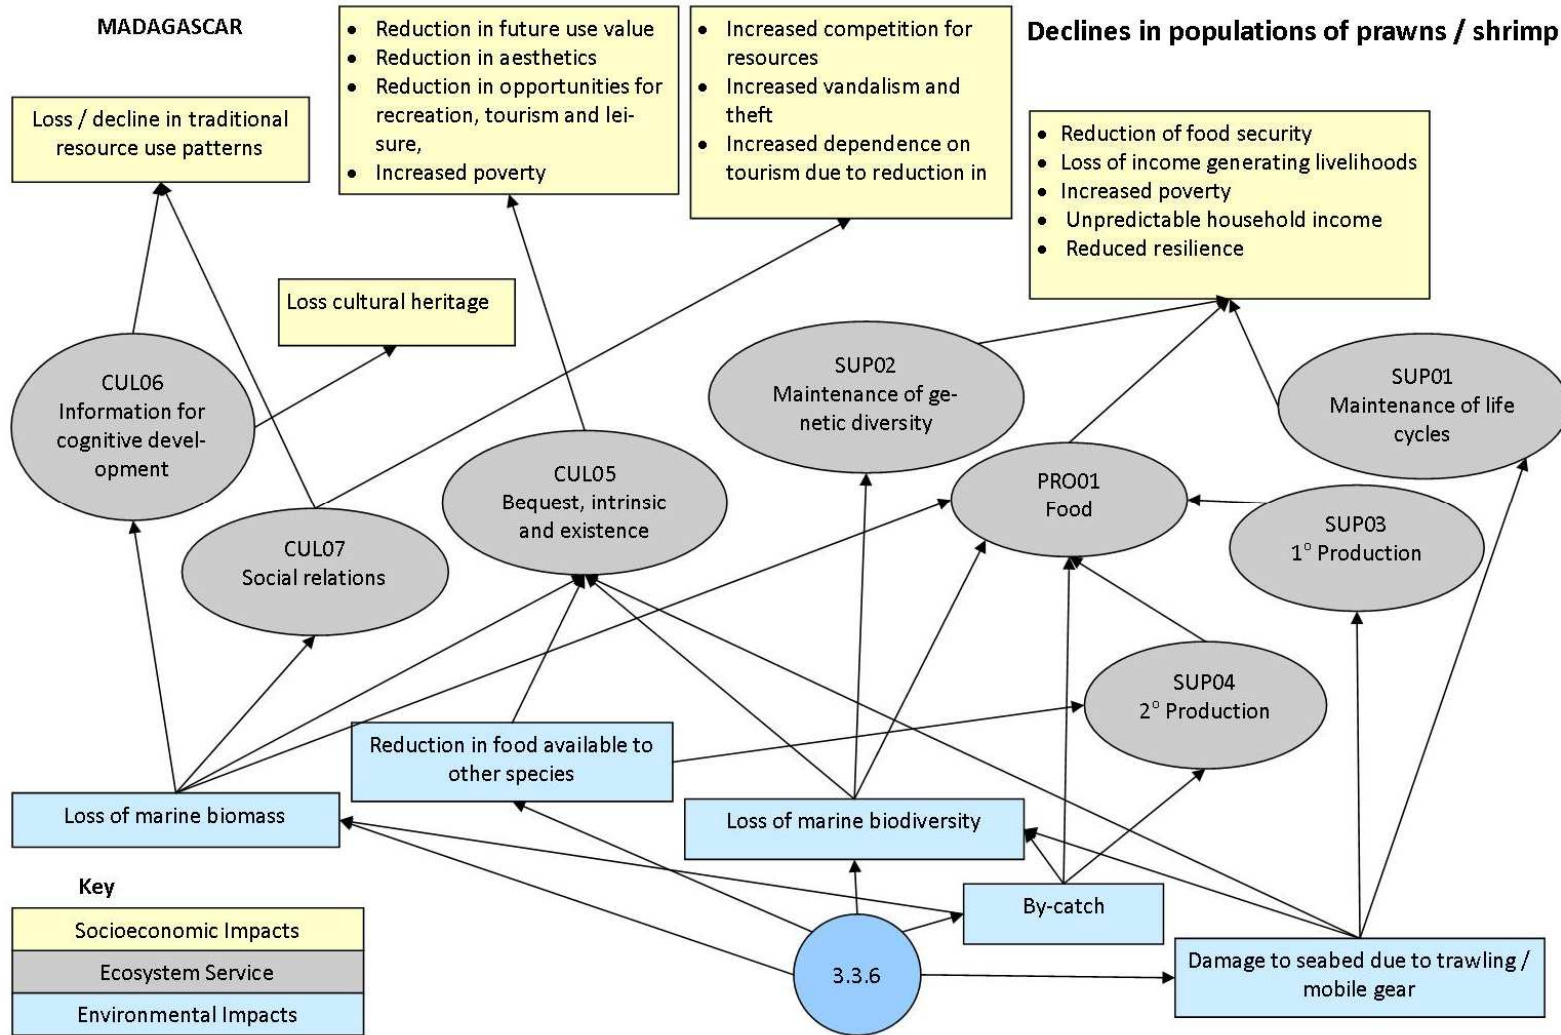 MADAGASCAR
Declines in populations of prawns / shrimp
Loss / decline in traditional
resource use patterns
• Reduction in future use value
• Reduction in aesthetics
• Reduction in opportunities for
recreation, tourism and lei-
sure,
• Increased poverty
• Increased competition for
resources
• Increased vandalism and
theft
• Increased dependence on
tourism due to reduction in
• Reduction of food security
• Loss of income generating livelihoods
• Increased poverty
• Unpredictable household income
• Reduced resilience
Loss cultural heritage
CUL06
Information for
cognitive devel-
opment
CUL07
Social relations
CUL05
Bequest, intrinsic
and existence
SUP02
Maintenance of ge-
netic diversity
PRO01
Food
SUP01
Maintenance of life
cycles
SUP03
1° Production
SUP04
2° Production
Reduction in food available to
other species
Loss of marine biomass
Loss of marine biodiversity
By-catch
Damage to seabed due to trawling /
mobile gear
3.3.6
Key
Socioeconomic Impacts
Ecosystem Service
Environmental Impacts